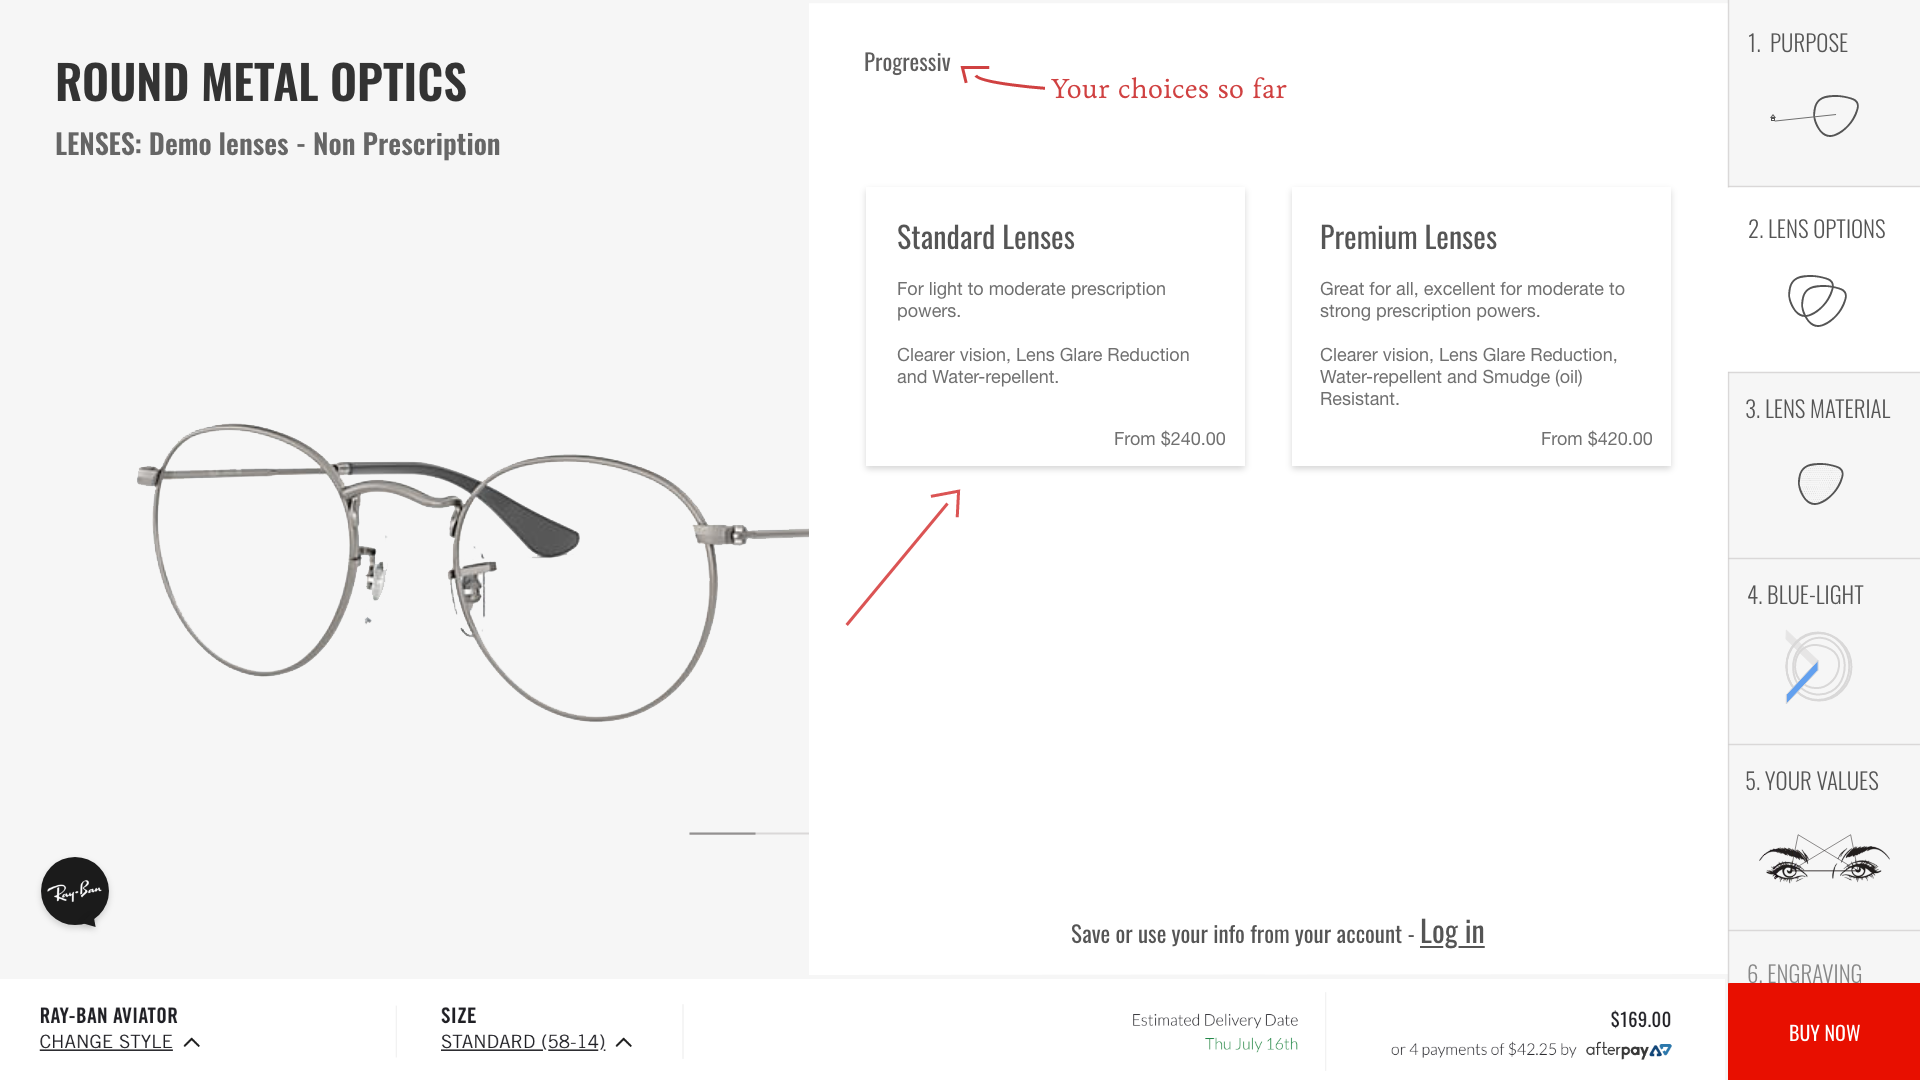 ROUND METAL OPTICS
LENSES: Demo lenses - Non Prescription
Ray-Ban
Progressiv
Your choices so far
Standard Lenses
For light to moderate prescription
powers.
Clearer vision, Lens Glare Reduction
and Water-repellent.
From $240.00
Premium Lenses
Great for all, excellent for moderate to
strong prescription powers.
Clearer vision, Lens Glare Reduction,
Water-repellent and Smudge (oil)
Resistant.
From $420.00
Save or use your info from your account - Log in
1. PURPOSE
2. LENS OPTIONS
3. LENS MATERIAL
4. BLUE-LIGHT
5. YOUR VALUES
6. ENGRAVING
RAY-BAN AVIATOR
CHANGE STYLE
SIZE
STANDARD (58-14)
Estimated Delivery Date
Thu July 16th
$169.00
or 4 payments of $42.25 by afterpay
BUY NOW